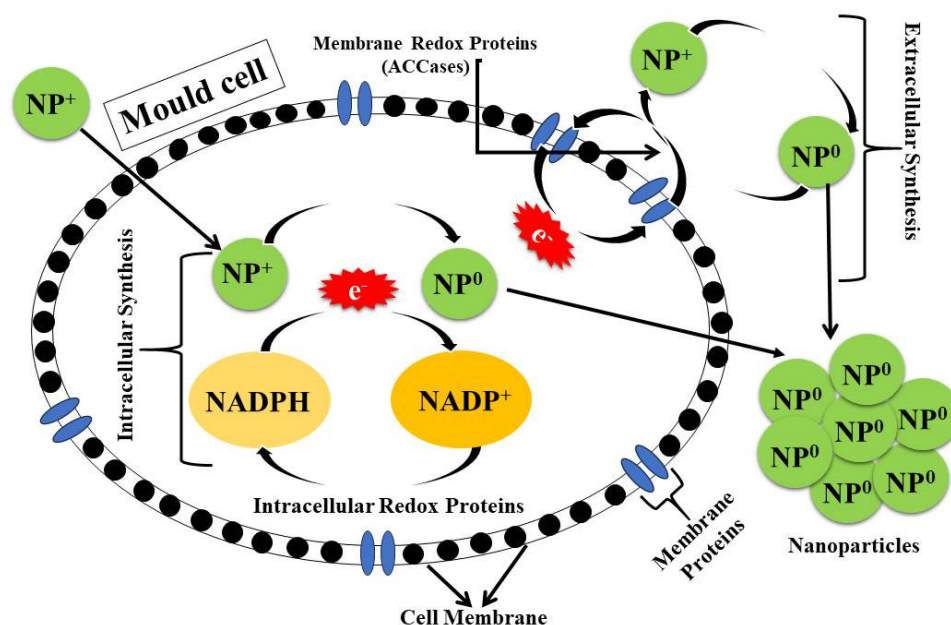 Membrane Redox Proteins
(ACCases)
NP⁺
Extracellular Synthesis
NP⁺
Mould cell
NP⁰
e-
NP⁺
e⁻
NP⁰
Intracellular Synthesis
NADPH
NADP⁺
Intracellular Redox Proteins
NP⁰
NP⁰
NP⁰
NP⁰
NP⁰
NP⁰
NP⁰
Membrane
Proteins
Nanoparticles
Cell Membrane